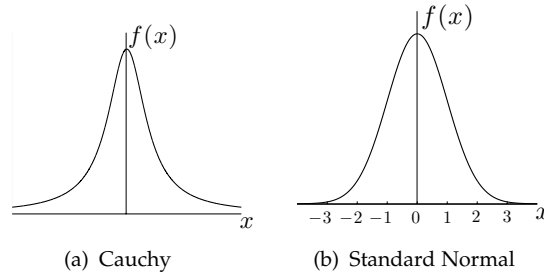 f(x)
x
(a) Cauchy
f(x)
−3 −2 −1 0 1 2 3
x
(b) Standard Normal